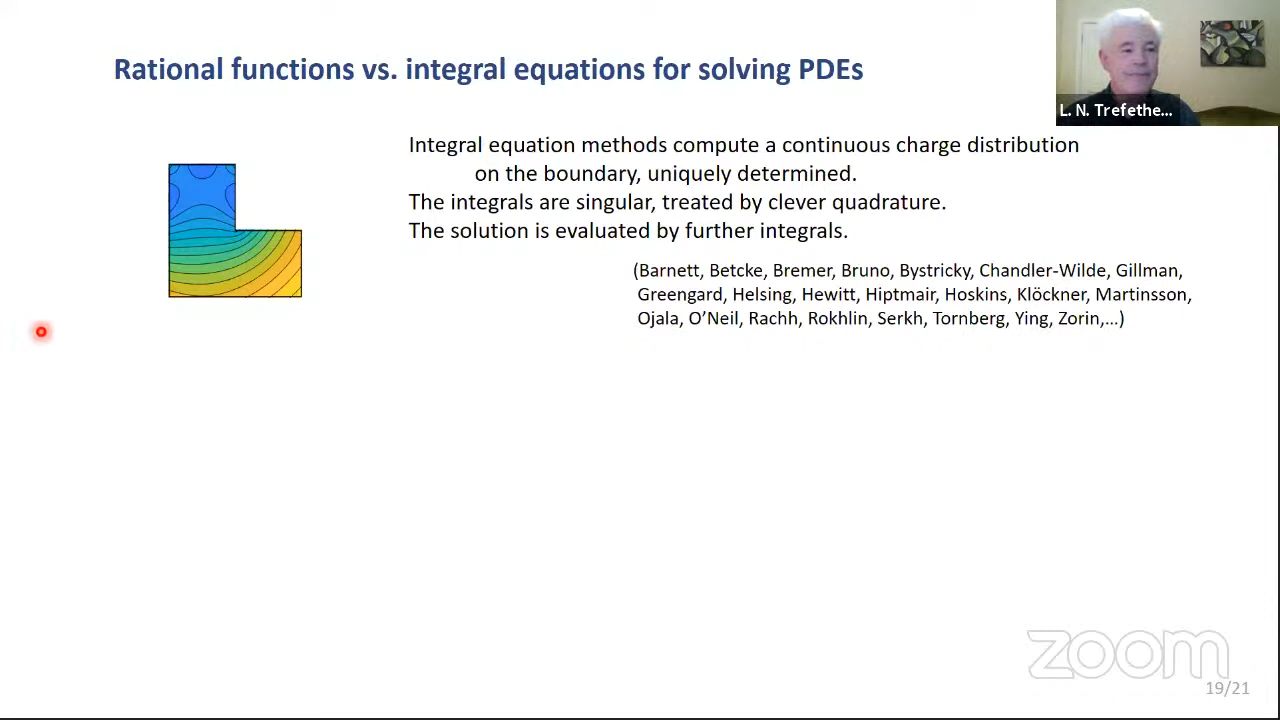 Rational functions vs. integral equations for solving PDEs
L. N. Trefethe...
Integral equation methods compute a continuous charge distribution
on the boundary, uniquely determined.
The integrals are singular, treated by clever quadrature.
The solution is evaluated by further integrals.
(Barnett, Betcke, Bremer, Bruno, Bystricky, Chandler-Wilde, Gillman,
Greengard, Helsing, Hewitt, Hiptmair, Hoskins, Klöckner, Martinsson,
Ojala, O’Neil, Rachh, Rokhlin, Serkh, Tornberg, Ying, Zorin,...)
zoom
19/21